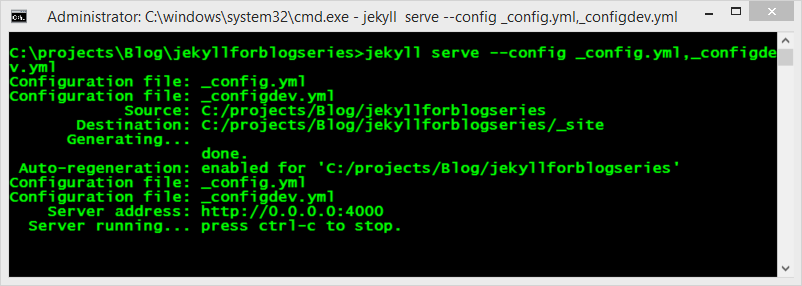 Administrator: C:\windows\system32\cmd.exe - jekyll  serve --config _config.yml,_configdev.yml
C:\projects\Blog\jekyllforblogseries>jekyll serve --config _config.yml,_configde
v.yml
Configuration file: _config.yml
Configuration file: _configdev.yml
Source: C:/projects/Blog/jekyllforblogseries
Destination: C:/projects/Blog/jekyllforblogseries/_site
Generating...
done.
Auto-regeneration: enabled for 'C:/projects/Blog/jekyllforblogseries'
Configuration file: _config.yml
Configuration file: _configdev.yml
Server address: http://0.0.0.0:4000
Server running... press ctrl-c to stop.